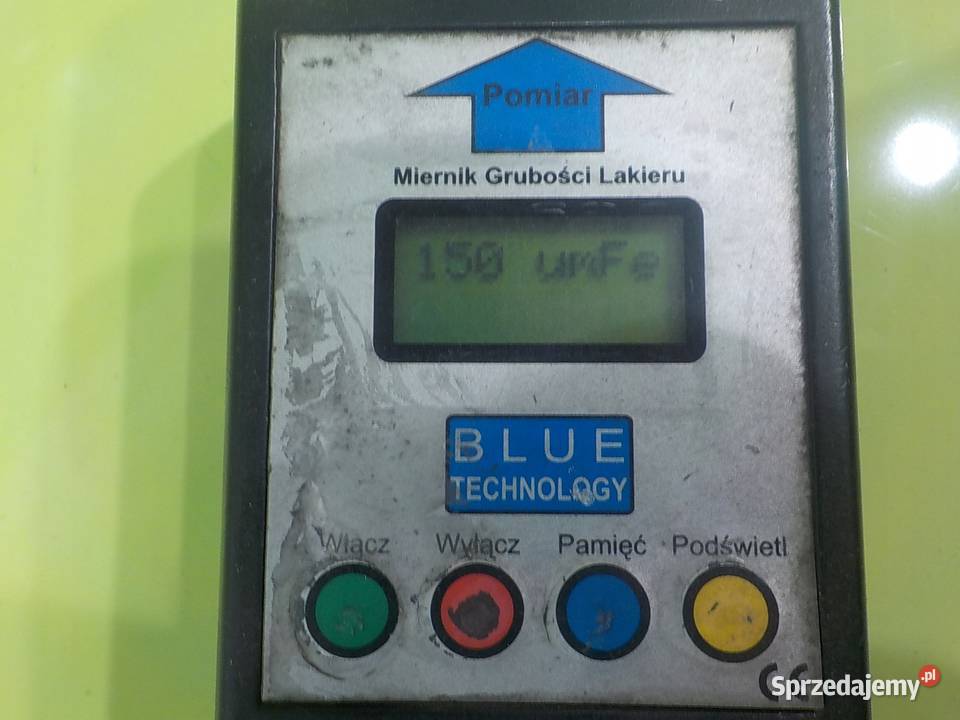 Pomiar
Miernik Grubości Lakieru
150 umFe
BLUE
TECHNOLOGY
Włącz Wyłącz Pamięć Podświetl
CE
Sprzedajemy.pl